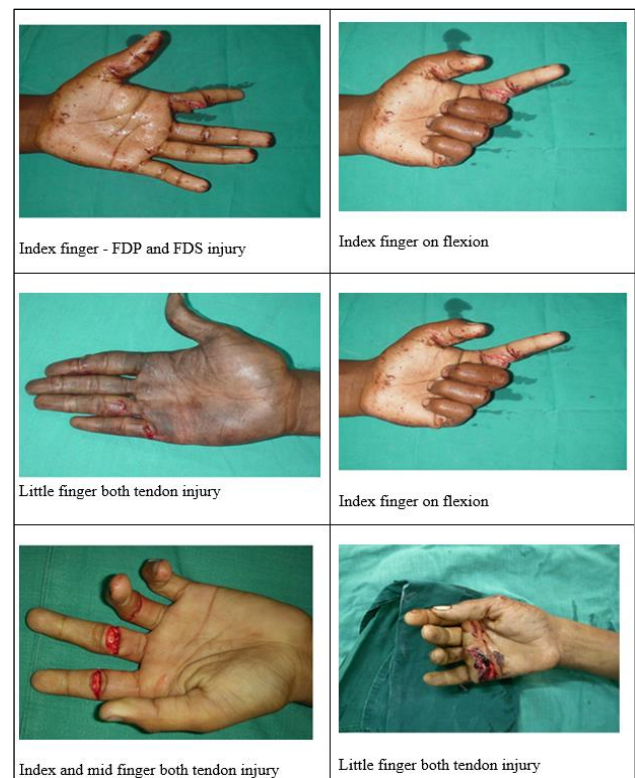 Index finger - FDP and FDS injury
Index finger on flexion
Little finger both tendon injury
Index finger on flexion
Index and mid finger both tendon injury
Little finger both tendon injury